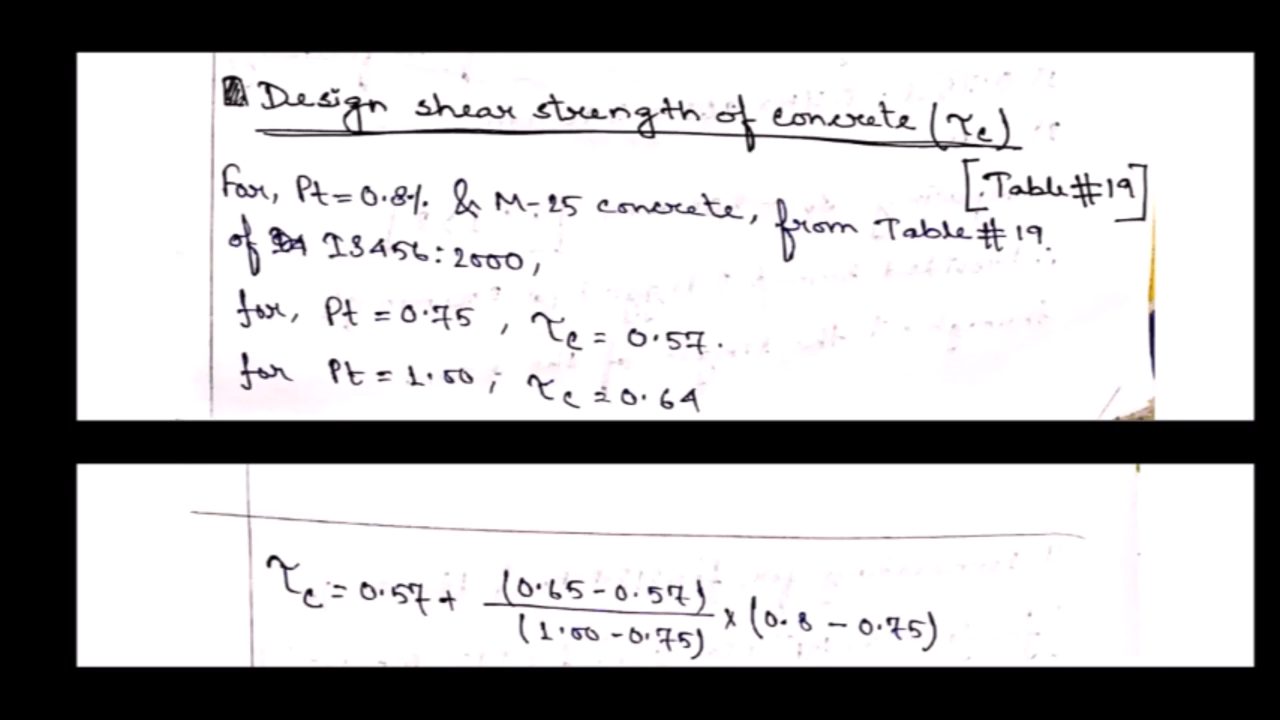 Design shear strength of concrete (τc)
[Table#19]
For, Pt=0.8%. & M-25 concrete, from Table#19.
of IS456:2000,
for, Pt = 0.75, τc = 0.57.
for Pt = 1.00; τc = 0.64
τc = 0.57 + (0.65-0.57)/(1.00-0.75) x (0.8 - 0.75)